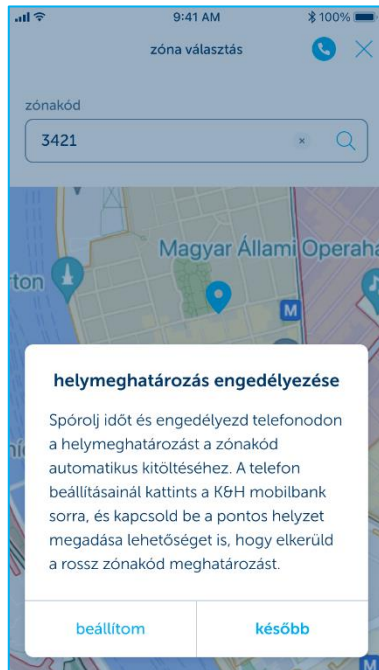 9:41 AM
100%
zóna választás
zónakód
3421
Magyar Állami Operahá
ton
M
helymeghatározás engedélyezése
Spórolj időt és engedélyezd telefonodon
a helymeghatározást a zónakód
automatikus kitöltéséhez. A telefon
beállításainál kattints a K&H mobilbank
sorra, és kapcsold be a pontos helyzet
megadása lehetőséget is, hogy elkerüld
a rossz zónakód meghatározást.
beállítom
később
M